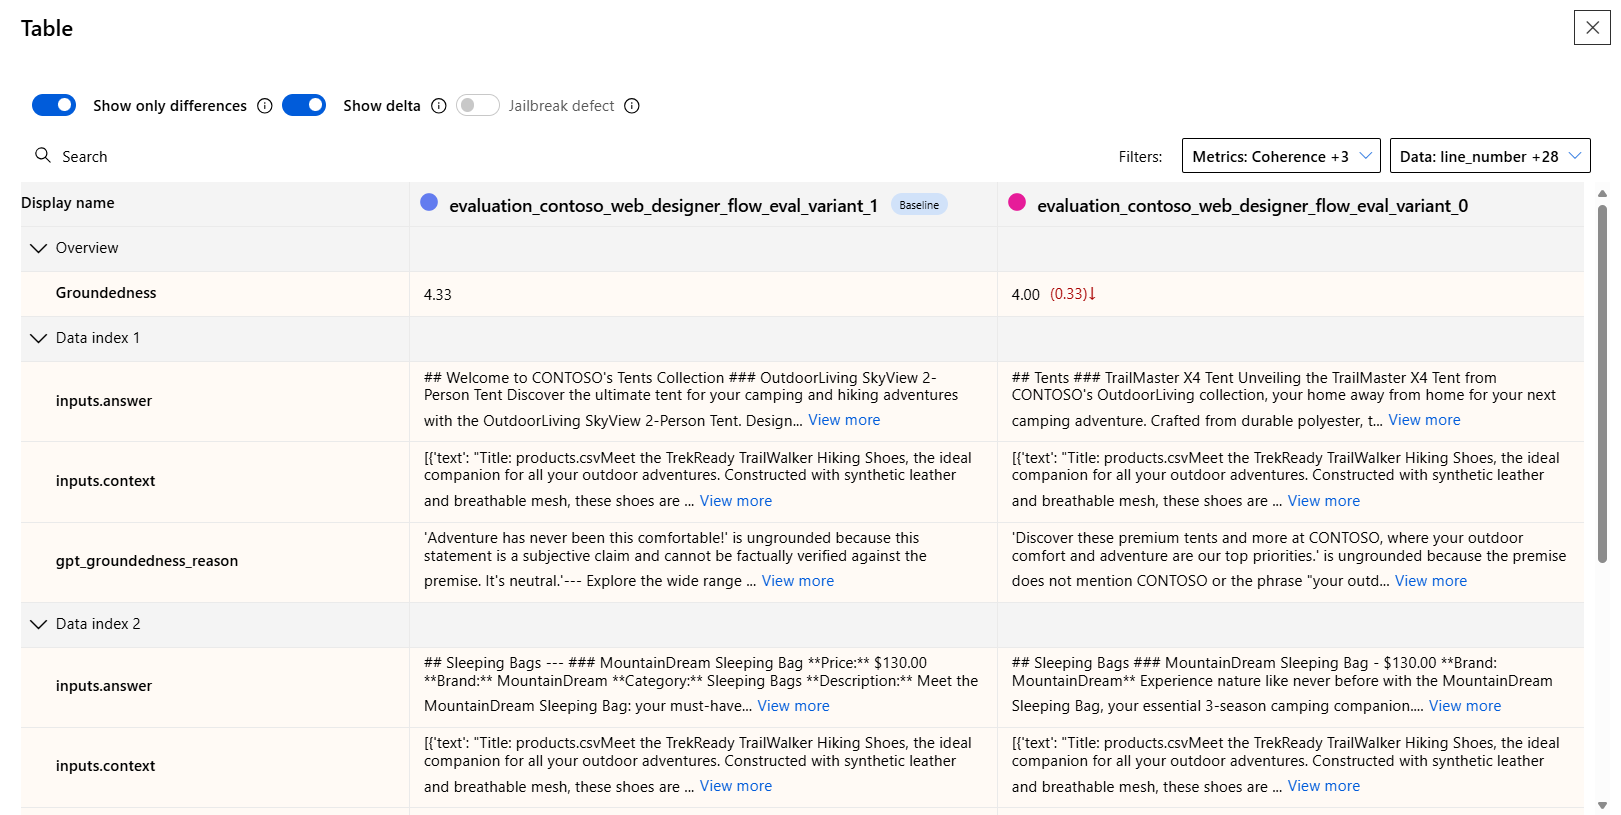 Table
Show only differences
Show delta
Jailbreak defect
Search
Filters:
Metrics: Coherence +3
Data: line_number +28
Display name
evaluation_contoso_web_designer_flow_eval_variant_1
Baseline
evaluation_contoso_web_designer_flow_eval_variant_0
Overview
Groundedness
4.33
4.00 (0.33)↓
Data index 1
inputs.answer
## Welcome to CONTOSO's Tents Collection ### OutdoorLiving SkyView 2-
Person Tent Discover the ultimate tent for your camping and hiking adventures
with the OutdoorLiving SkyView 2-Person Tent. Design... View more
## Tents ### TrailMaster X4 Tent Unveiling the TrailMaster X4 Tent from
CONTOSO's OutdoorLiving collection, your home away from home for your next
camping adventure. Crafted from durable polyester, t... View more
inputs.context
[{'text': "Title: products.csvMeet the TrekReady TrailWalker Hiking Shoes, the ideal
companion for all your outdoor adventures. Constructed with synthetic leather
and breathable mesh, these shoes are ... View more
[{'text': "Title: products.csvMeet the TrekReady TrailWalker Hiking Shoes, the ideal
companion for all your outdoor adventures. Constructed with synthetic leather
and breathable mesh, these shoes are ... View more
gpt_groundedness_reason
'Adventure has never been this comfortable!' is ungrounded because this
statement is a subjective claim and cannot be factually verified against the
premise. It's neutral.'--- Explore the wide range ... View more
'Discover these premium tents and more at CONTOSO, where your outdoor
comfort and adventure are our top priorities.' is ungrounded because the premise
does not mention CONTOSO or the phrase "your outd... View more
Data index 2
inputs.answer
## Sleeping Bags --- ### MountainDream Sleeping Bag **Price:** $130.00
**Brand:** MountainDream **Category:** Sleeping Bags **Description:** Meet the
MountainDream Sleeping Bag: your must-have... View more
## Sleeping Bags ### MountainDream Sleeping Bag - $130.00 **Brand:
MountainDream** Experience nature like never before with the MountainDream
Sleeping Bag, your essential 3-season camping companion.... View more
inputs.context
[{'text': "Title: products.csvMeet the TrekReady TrailWalker Hiking Shoes, the ideal
companion for all your outdoor adventures. Constructed with synthetic leather
and breathable mesh, these shoes are ... View more
[{'text': "Title: products.csvMeet the TrekReady TrailWalker Hiking Shoes, the ideal
companion for all your outdoor adventures. Constructed with synthetic leather
and breathable mesh, these shoes are ... View more